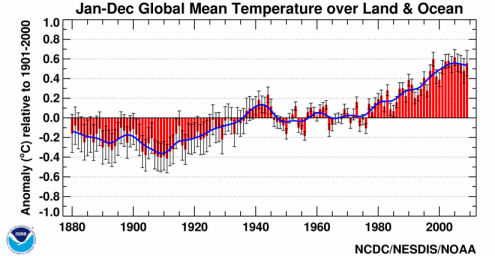 Jan-Dec Global Mean Temperature over Land & Ocean
Anomaly (°C) relative to 1901-2000
1.0
0.8
0.6
0.4
0.2
0.0
-0.2
-0.4
-0.6
-0.8
-1.0
1880 1900 1920 1940 1960 1980 2000
NOAA
NCDC/NESDIS/NOAA